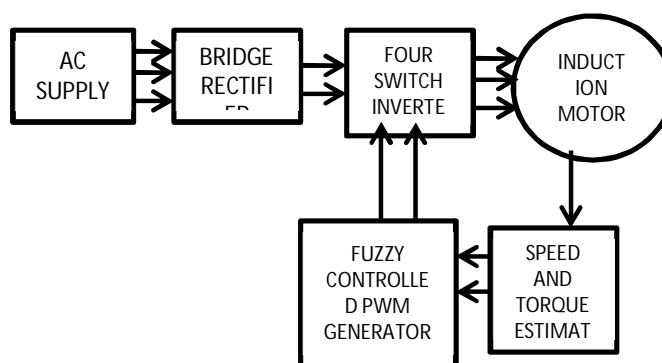 AC
SUPPLY
BRIDGE
RECTIFI
FOUR
SWITCH
INVERTE
INDUCT
ION
MOTOR
FUZZY
CONTROLLE
D PWM
GENERATOR
SPEED
AND
TORQUE
ESTIMAT